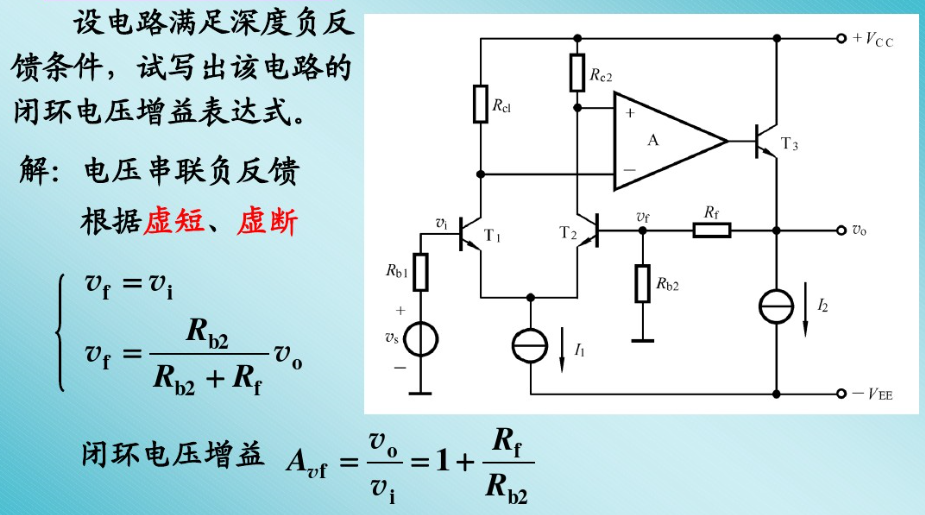 设电路满足深度负反
馈条件，试写出该电路的
闭环电压增益表达式。
解：电压串联负反馈
根据虚短、虚断
v_f = v_i
v_f = R_b2 / (R_b2 + R_f) v_o
闭环电压增益 A_vf = v_o / v_i = 1 + R_f / R_b2
+V_CC
R_c2
R_c1
+
A
−
T_3
v_i
T_1
T_2
v_f
R_f
v_o
R_b1
R_b2
+
v_s
−
I_1
I_2
−V_EE